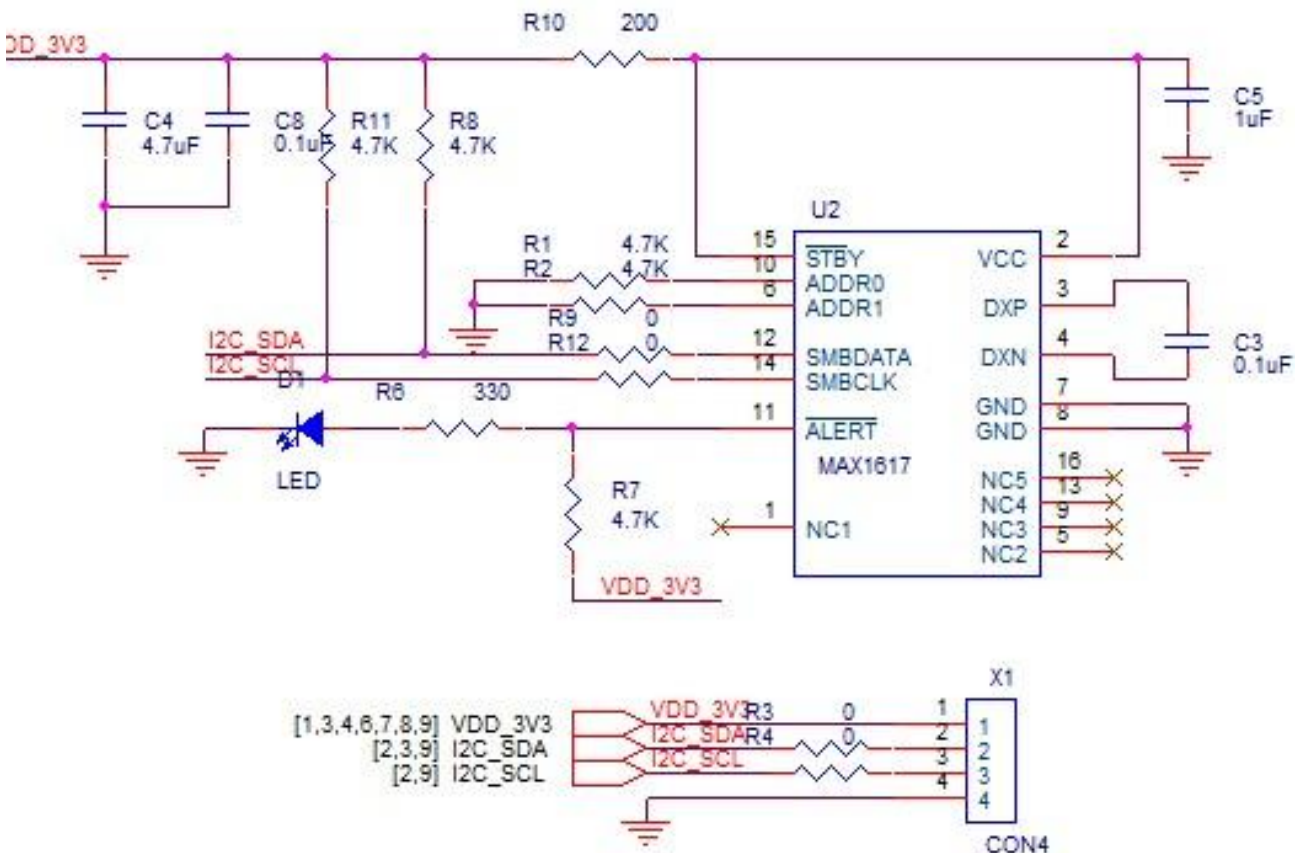 R10 200
DD_3V3
C4
4.7uF
C8
0.1uF
R11
4.7K
R8
4.7K
C5
1uF
U2
R1 4.7K
R2 4.7K
15 STBY
10 ADDR0
6 ADDR1
R9 0
R12 0
12 SMBDATA
14 SMBCLK
11 ALERT
MAX1617
1 NC1
VCC 2
DXP 3
DXN 4
GND 7
GND 8
NC5 16
NC4 13
NC3 9
NC2 5
C3
0.1uF
I2C_SDA
I2C_SCL
D1
R6 330
LED
R7
4.7K
VDD_3V3
X1
[1,3,4,6,7,8,9] VDD_3V3
[2,3,9] I2C_SDA
[2,9] I2C_SCL
VDD_3V3 R3 0
I2C_SDA R4 0
I2C_SCL
1 1
2 2
3 3
4 4
CON4